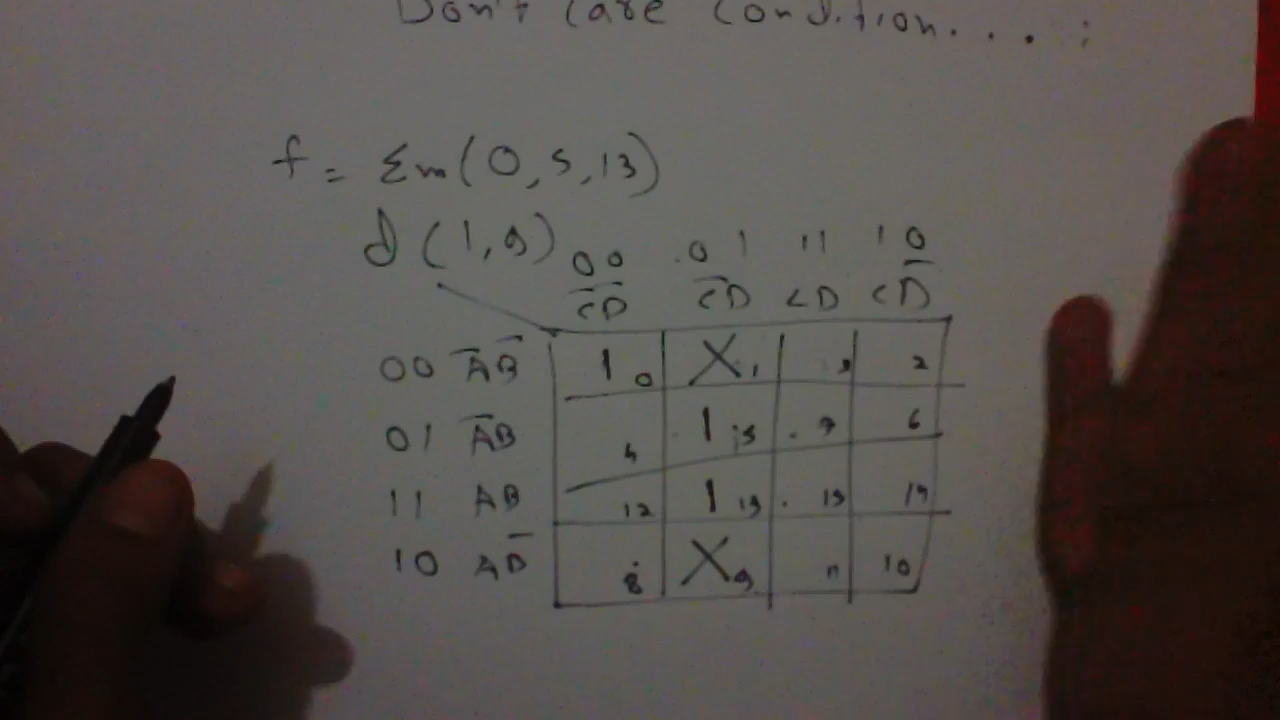 Don't Care Condition....;
f = Σm(0,5,13)
d(1,9)
00 01 11 10
C̅D̅ C̅D CD CD̅
00 A̅B̅ 1 0 X 1 3 2
01 A̅B 4 1 5 7 6
11 AB 12 1 13 15 14
10 AB̅ 8 X 9 11 10